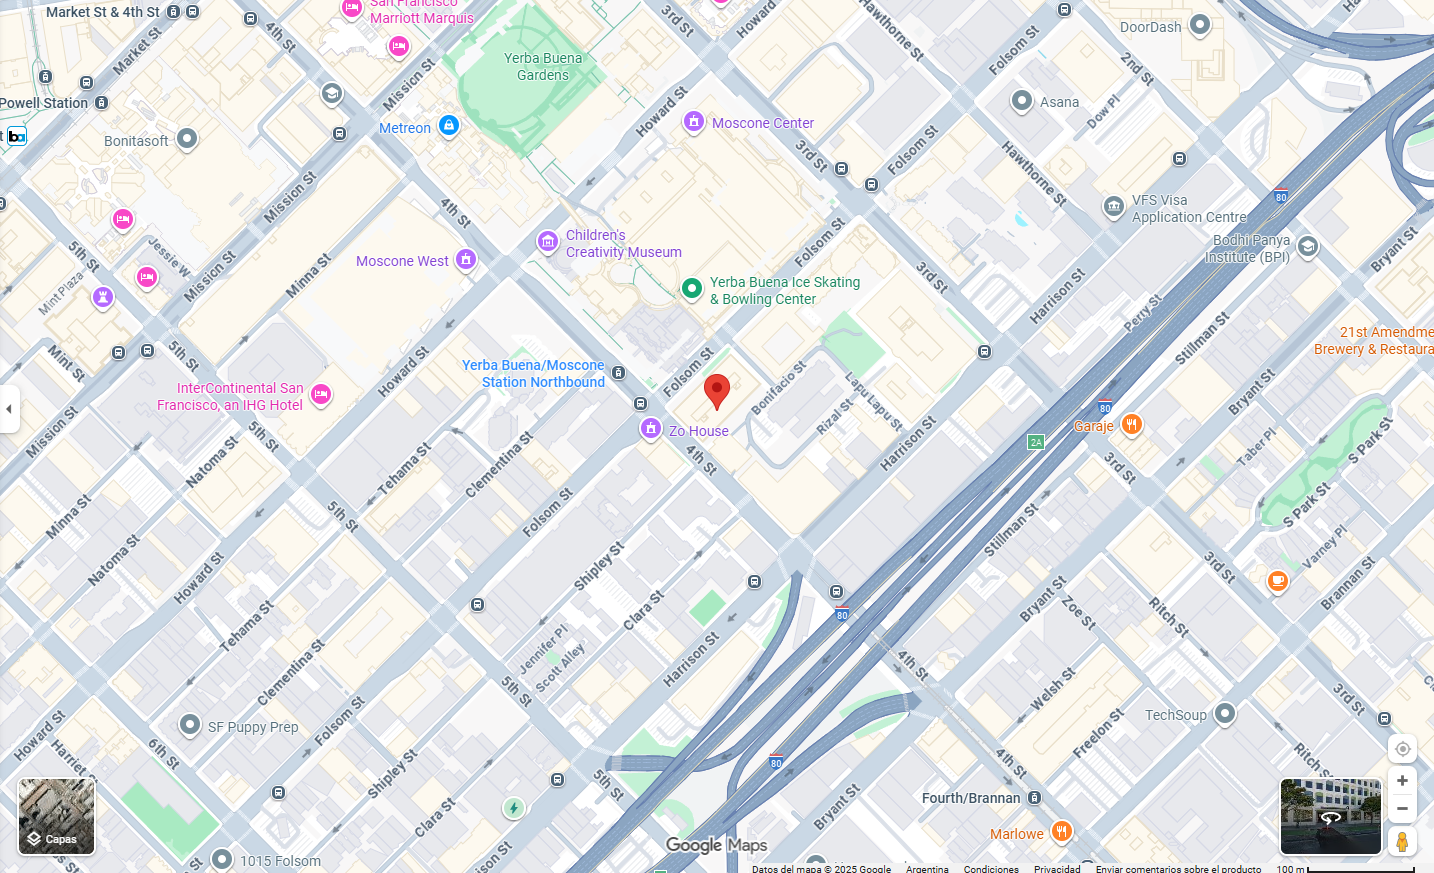 Market St & 4th St
San Francisco
Marriott Marquis
4th St
Market St
Mission St
Yerba Buena
Gardens
3rd St
Howard St
Hawthorne St
Folsom St
DoorDash
2nd St
Powell Station
Bonitasoft
Metreon
Howard St
Moscone Center
3rd St
Folsom St
Asana
Dow Pl
Hawthorne St
VFS Visa
Application Centre
80
Bodhi Panya
Institute (BPI)
Bryant St
Mission St
4th St
Jessie W
5th St
Mint Plaza
Mission St
Minna St
Moscone West
Children's
Creativity Museum
Folsom St
3rd St
Yerba Buena Ice Skating
& Bowling Center
Harrison St
Perry St
Stillman St
21st Amendme
Brewery & Restaura
Mint St
5th St
Howard St
Yerba Buena/Moscone
Station Northbound
Folsom St
Bonifacio St
Lapu Lapu St
Rizal St
InterContinental San
Francisco, an IHG Hotel
Zo House
4th St
Harrison St
80
2A
Garaje
Bryant St
3rd St
Taber Pl
S Park St
S Park St
Varney Pl
Mission St
5th St
Natoma St
Tehama St
Clementina St
Folsom St
Minna St
Natoma St
5th St
Howard St
Shipley St
Clara St
Stillman St
3rd St
Brannan St
Bryant St
Zoe St
Ritch St
80
4th St
Tehama St
Clementina St
Jennifer Pl
Scott Alley
Harrison St
5th St
Welsh St
Freelon St
3rd St
TechSoup
Ritch St
Howard St
Harriet St
6th St
SF Puppy Prep
Folsom St
Shipley St
Clara St
5th St
80
4th St
Fourth/Brannan
Bryant St
Marlowe
Harrison St
1015 Folsom
Capas
Google Maps
Datos del mapa © 2025 Google
Argentina
Condiciones
Privacidad
Enviar comentarios sobre el producto
100 m